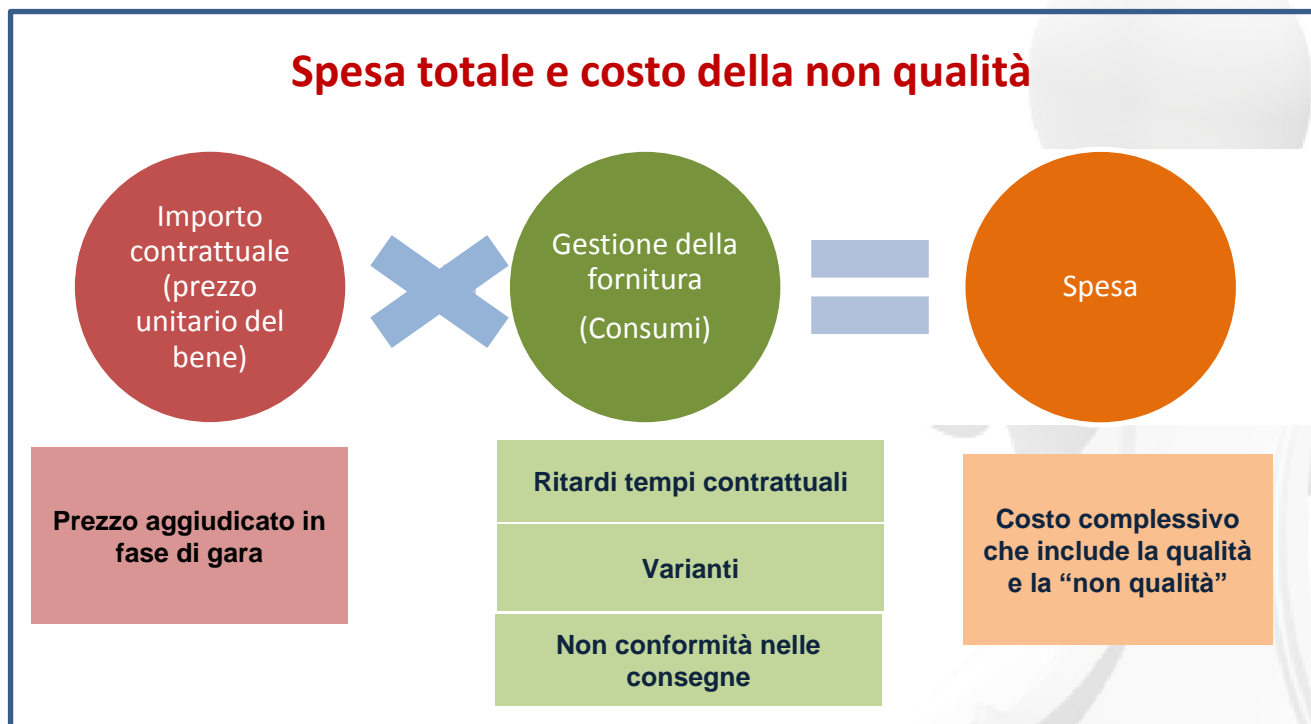 Spesa totale e costo della non qualità
Importo
contrattuale
(prezzo
unitario del
bene)
Gestione della
fornitura
(Consumi)
Spesa
Prezzo aggiudicato in
fase di gara
Ritardi tempi contrattuali
Varianti
Non conformità nelle
consegne
Costo complessivo
che include la qualità
e la “non qualità”